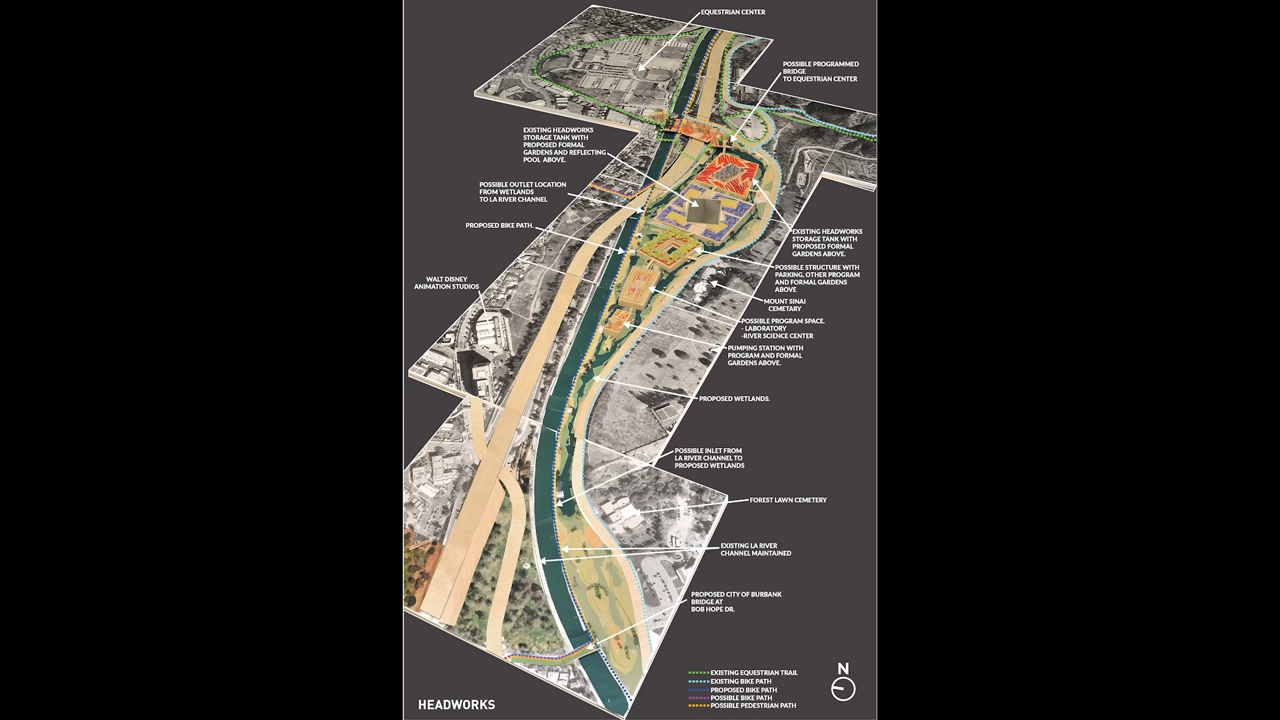 EQUESTRIAN CENTER
POSSIBLE PROGRAMMED
BRIDGE
TO EQUESTRIAN CENTER
EXISTING HEADWORKS
STORAGE TANK WITH
PROPOSED FORMAL
GARDENS AND REFLECTING
POOL ABOVE.
POSSIBLE OUTLET LOCATION
FROM WETLANDS
TO LA RIVER CHANNEL
PROPOSED BIKE PATH.
EXISTING HEADWORKS
STORAGE TANK WITH
PROPOSED FORMAL
GARDENS ABOVE.
POSSIBLE STRUCTURE WITH
PARKING, OTHER PROGRAM
AND FORMAL GARDENS
ABOVE
WALT DISNEY
ANIMATION STUDIOS
MOUNT SINAI
CEMETARY
POSSIBLE PROGRAM SPACE.
- LABORATORY
-RIVER SCIENCE CENTER
PUMPING STATION WITH
PROGRAM AND FORMAL
GARDENS ABOVE.
PROPOSED WETLANDS.
POSSIBLE INLET FROM
LA RIVER CHANNEL TO
PROPOSED WETLANDS
FOREST LAWN CEMETERY
EXISTING LA RIVER
CHANNEL MAINTAINED
PROPOSED CITY OF BURBANK
BRIDGE AT
BOB HOPE DR.
EXISTING EQUESTRIAN TRAIL
EXISTING BIKE PATH
PROPOSED BIKE PATH
POSSIBLE BIKE PATH
POSSIBLE PEDESTRIAN PATH
N
HEADWORKS